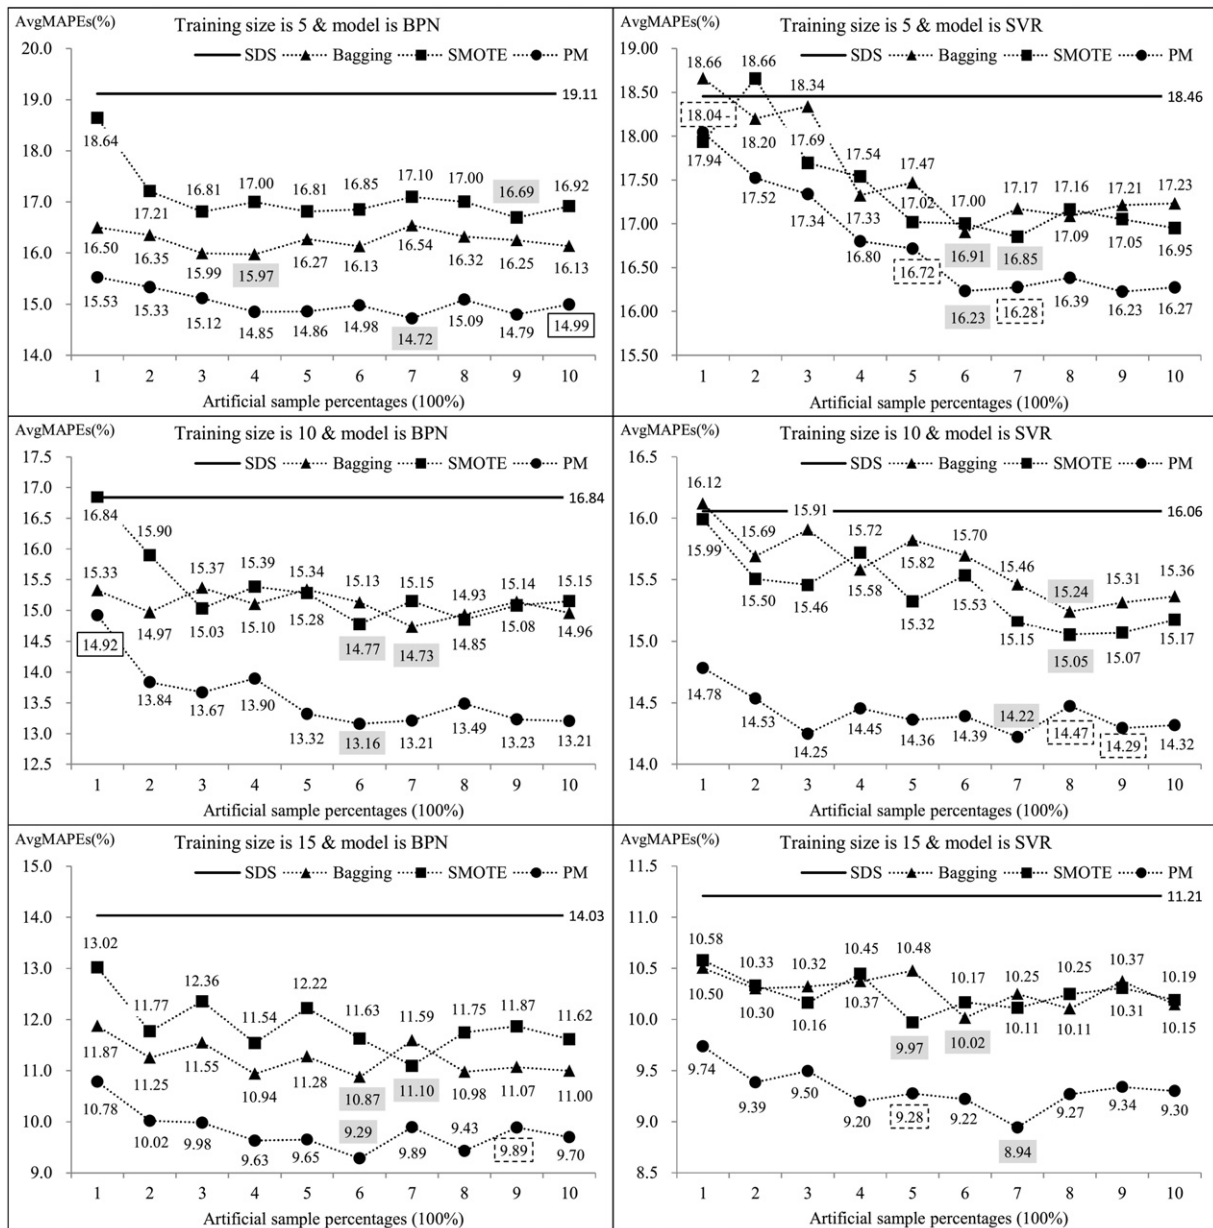 AvgMAPEs(%)
Training size is 5 & model is BPN
20.0
SDS Bagging SMOTE PM
19.0
19.11
18.64
18.0
17.0
17.21 16.81 17.00 16.81 16.85 17.10 17.00 16.69 16.92
16.0
16.50 16.35 15.99 15.97 16.27 16.13 16.54 16.32 16.25 16.13
15.0
15.53 15.33 15.12 14.85 14.86 14.98 14.72 15.09 14.79 14.99
14.0
1 2 3 4 5 6 7 8 9 10
Artificial sample percentages (100%)
AvgMAPEs(%)
Training size is 5 & model is SVR
19.00
SDS Bagging SMOTE PM
18.66 18.66 18.34
18.50
18.46
18.04
18.00
17.94 18.20 17.69 17.54 17.47
17.50
17.52 17.34 17.33 17.02 17.00 17.17 17.16 17.21 17.23
17.00
16.80 16.72 16.91 16.85 17.09 17.05 16.95
16.50
16.23 16.28 16.39 16.23 16.27
16.00
15.50
1 2 3 4 5 6 7 8 9 10
Artificial sample percentages (100%)
AvgMAPEs(%)
Training size is 10 & model is BPN
17.5
SDS Bagging SMOTE PM
17.0
16.84
16.84
16.5
16.0
15.90
15.5
15.33 15.37 15.39 15.34 15.13 15.15 14.93 15.14 15.15
15.0
14.97 15.03 15.10 15.28 14.77 14.73 14.85 15.08 14.96
14.5
14.92
14.0
13.84 13.67 13.90
13.5
13.32 13.16 13.21 13.49 13.23 13.21
13.0
12.5
1 2 3 4 5 6 7 8 9 10
Artificial sample percentages (100%)
AvgMAPEs(%)
Training size is 10 & model is SVR
16.5
SDS Bagging SMOTE PM
16.12
16.06
16.0
15.99 15.69 15.91 15.72 15.82 15.70
15.5
15.50 15.46 15.58 15.32 15.53 15.46 15.24 15.31 15.36
15.0
15.15 15.05 15.07 15.17
14.78
14.5
14.53 14.25 14.45 14.36 14.39 14.22 14.47 14.29 14.32
14.0
1 2 3 4 5 6 7 8 9 10
Artificial sample percentages (100%)
AvgMAPEs(%)
Training size is 15 & model is BPN
15.0
SDS Bagging SMOTE PM
14.0
14.03
13.0
13.02 11.77 12.36 11.54 12.22 11.63 11.59 11.75 11.87 11.62
12.0
11.87 11.25 11.55 10.94 11.28 10.87 11.10 10.98 11.07 11.00
11.0
10.78
10.0
10.02 9.98 9.63 9.65 9.29 9.89 9.43 9.89 9.70
9.0
1 2 3 4 5 6 7 8 9 10
Artificial sample percentages (100%)
AvgMAPEs(%)
Training size is 15 & model is SVR
11.5
SDS Bagging SMOTE PM
11.21
11.0
10.58 10.33 10.32 10.45 10.48 10.17 10.25 10.25 10.37 10.19
10.5
10.50 10.30 10.16 10.37 9.97 10.02 10.11 10.11 10.31 10.15
10.0
9.5
9.74 9.39 9.50 9.20 9.28 9.22 8.94 9.27 9.34 9.30
9.0
8.5
1 2 3 4 5 6 7 8 9 10
Artificial sample percentages (100%)